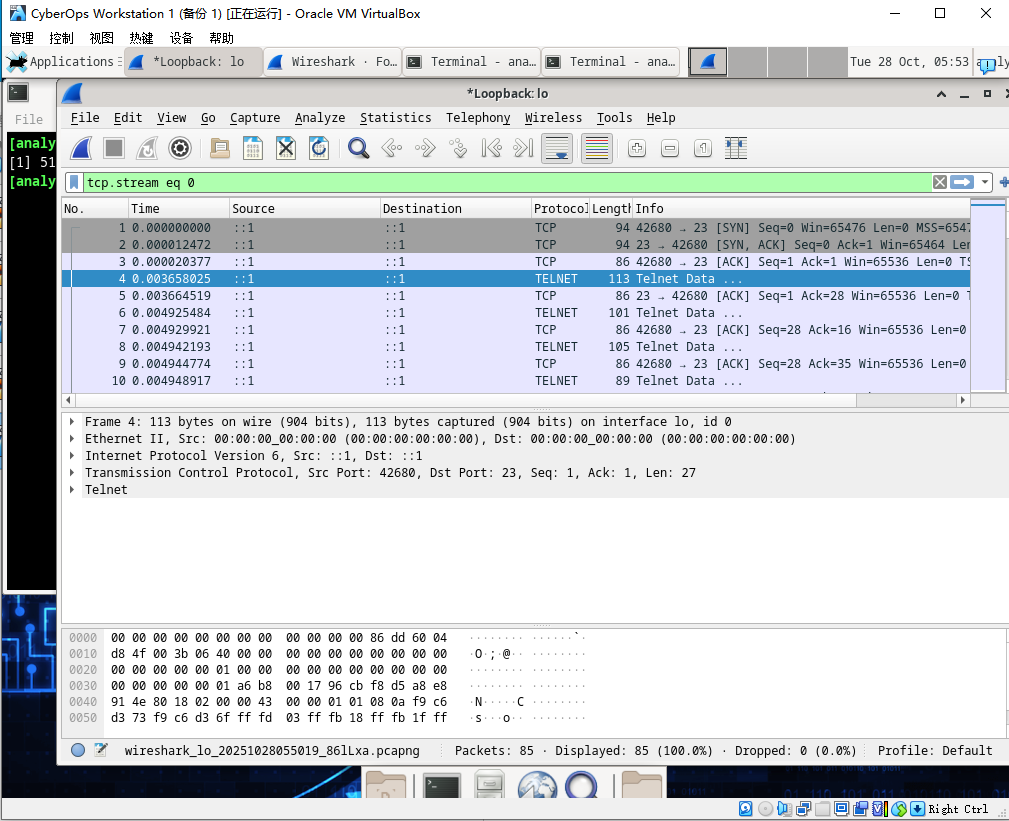 CyberOps Workstation 1 (备份 1) [正在运行] - Oracle VM VirtualBox
管理 控制 视图 热键 设备 帮助
Applications *Loopback: lo Wireshark · Fo... Terminal - ana... Terminal - ana... Tue 28 Oct, 05:53
*Loopback: lo
File
File Edit View Go Capture Analyze Statistics Telephony Wireless Tools Help
[analy
[1] 51
[analy
tcp.stream eq 0
No. Time Source Destination Protocol Length Info
1 0.000000000 ::1 ::1 TCP 94 42680 → 23 [SYN] Seq=0 Win=65476 Len=0 MSS=6547
2 0.000012472 ::1 ::1 TCP 94 23 → 42680 [SYN, ACK] Seq=0 Ack=1 Win=65464 Len
3 0.000020377 ::1 ::1 TCP 86 42680 → 23 [ACK] Seq=1 Ack=1 Win=65536 Len=0 TS
4 0.003658025 ::1 ::1 TELNET 113 Telnet Data ...
5 0.003664519 ::1 ::1 TCP 86 23 → 42680 [ACK] Seq=1 Ack=28 Win=65536 Len=0 T
6 0.004925484 ::1 ::1 TELNET 101 Telnet Data ...
7 0.004929921 ::1 ::1 TCP 86 42680 → 23 [ACK] Seq=28 Ack=16 Win=65536 Len=0
8 0.004942193 ::1 ::1 TELNET 105 Telnet Data ...
9 0.004944774 ::1 ::1 TCP 86 42680 → 23 [ACK] Seq=28 Ack=35 Win=65536 Len=0
10 0.004948917 ::1 ::1 TELNET 89 Telnet Data ...
Frame 4: 113 bytes on wire (904 bits), 113 bytes captured (904 bits) on interface lo, id 0
Ethernet II, Src: 00:00:00_00:00:00 (00:00:00:00:00:00), Dst: 00:00:00_00:00:00 (00:00:00:00:00:00)
Internet Protocol Version 6, Src: ::1, Dst: ::1
Transmission Control Protocol, Src Port: 42680, Dst Port: 23, Seq: 1, Ack: 1, Len: 27
Telnet
0000 00 00 00 00 00 00 00 00 00 00 00 00 86 dd 60 04 ········ ······`·
0010 d8 4f 00 3b 06 40 00 00 00 00 00 00 00 00 00 00 ·O·;·@·· ········
0020 00 00 00 00 00 01 00 00 00 00 00 00 00 00 00 00 ········ ········
0030 00 00 00 00 00 01 a6 b8 00 17 96 cb f8 d5 a8 e8 ········ ········
0040 91 4e 80 18 02 00 00 43 00 00 01 01 08 0a f9 c6 ·N·····C ········
0050 d3 73 f9 c6 d3 6f ff fd 03 ff fb 18 ff fb 1f ff ·s···o·· ········
wireshark_lo_20251028055019_86lLxa.pcapng Packets: 85 · Displayed: 85 (100.0%) · Dropped: 0 (0.0%) Profile: Default
Right Ctrl